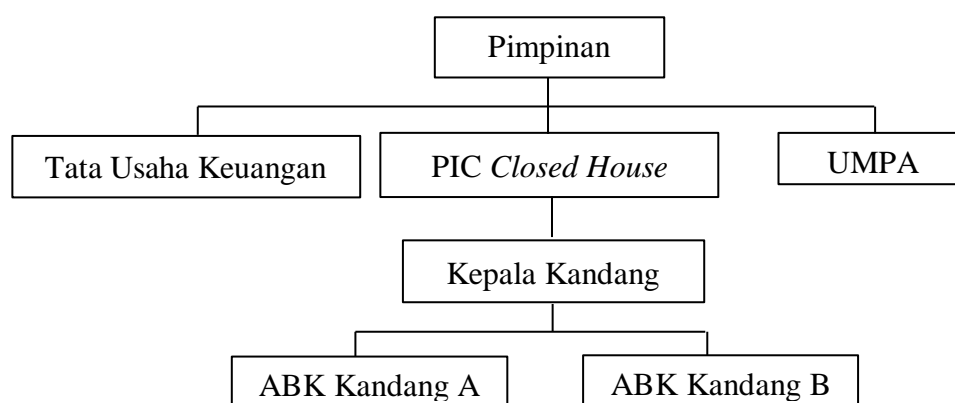 Pimpinan
Tata Usaha Keuangan
PIC Closed House
UMPA
Kepala Kandang
ABK Kandang A
ABK Kandang B